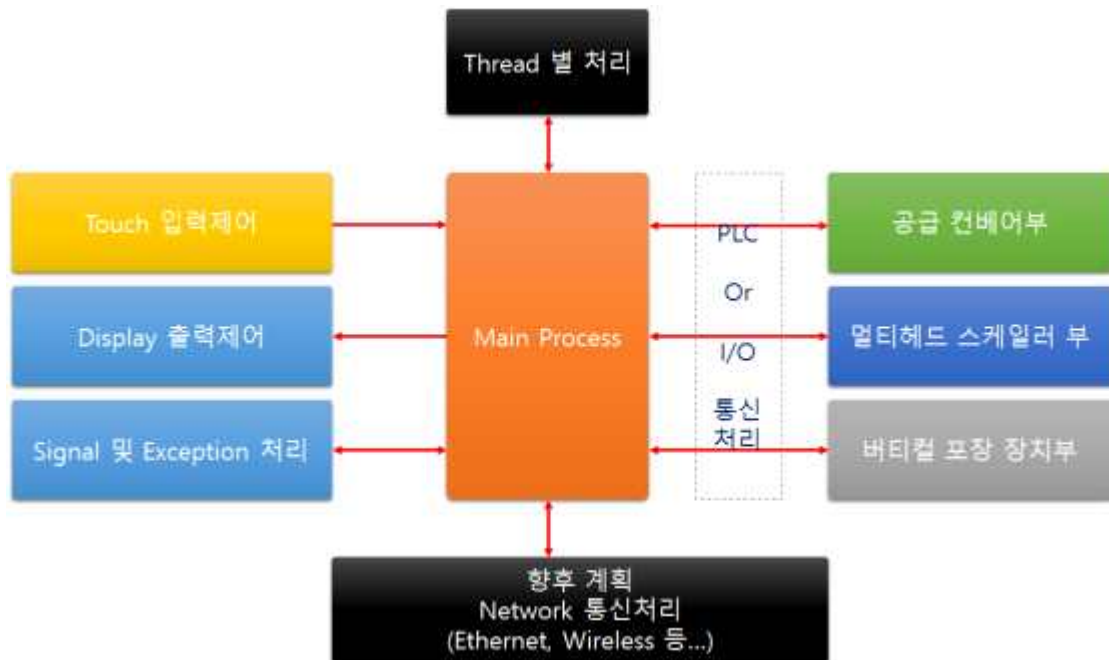 Thread 별 처리
Touch 입력제어
Display 출력제어
Signal 및 Exception 처리
Main Process
PLC
Or
I/O
통신
처리
공급 컨베어부
멀티헤드 스케일러 부
버티컬 포장 장치부
향후 계획
Network 통신처리
(Ethernet, Wireless 등...)